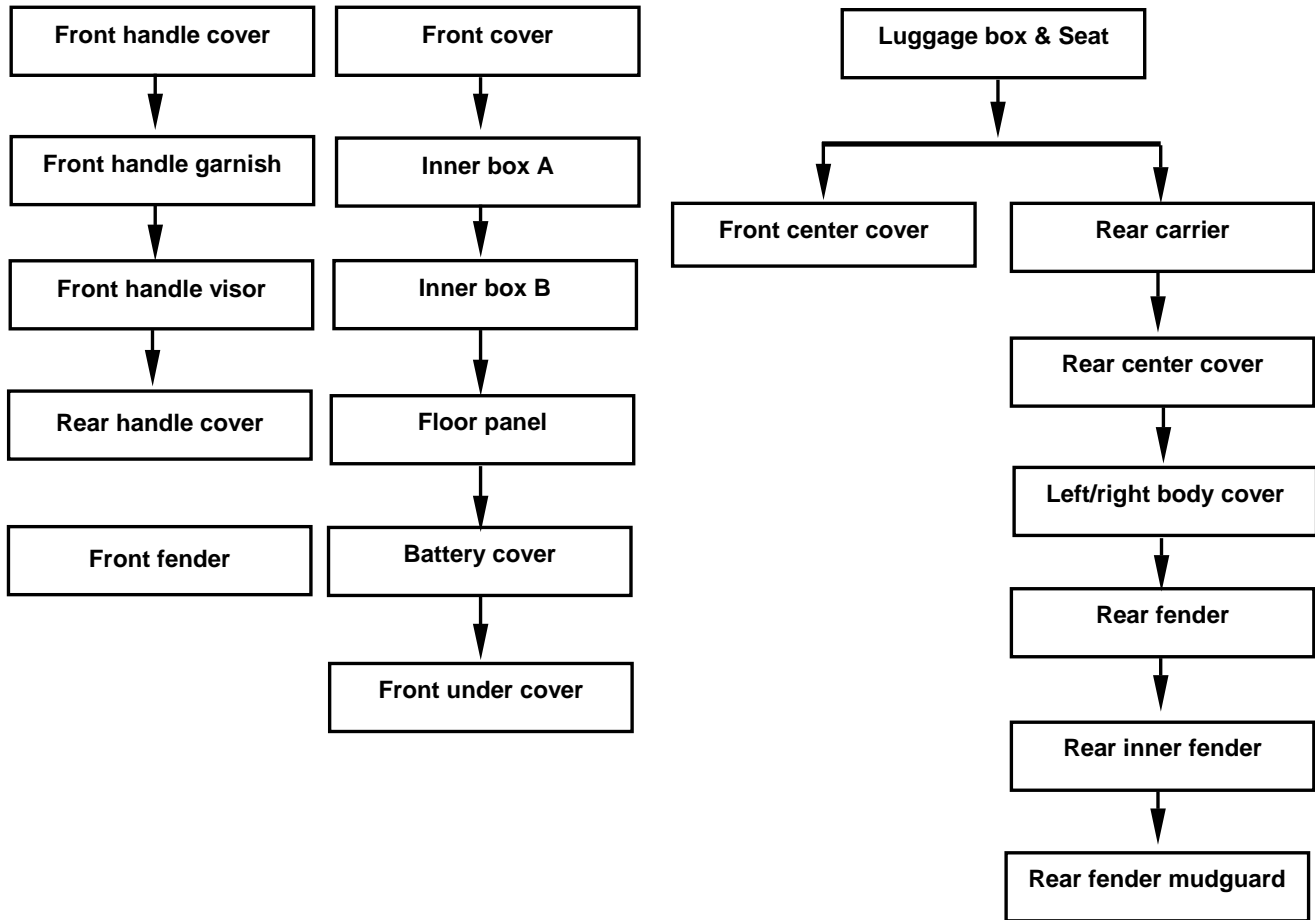 Front handle cover
Front handle garnish
Front handle visor
Rear handle cover
Front fender
Front cover
Inner box A
Inner box B
Floor panel
Battery cover
Front under cover
Luggage box & Seat
Front center cover
Rear carrier
Rear center cover
Left/right body cover
Rear fender
Rear inner fender
Rear fender mudguard